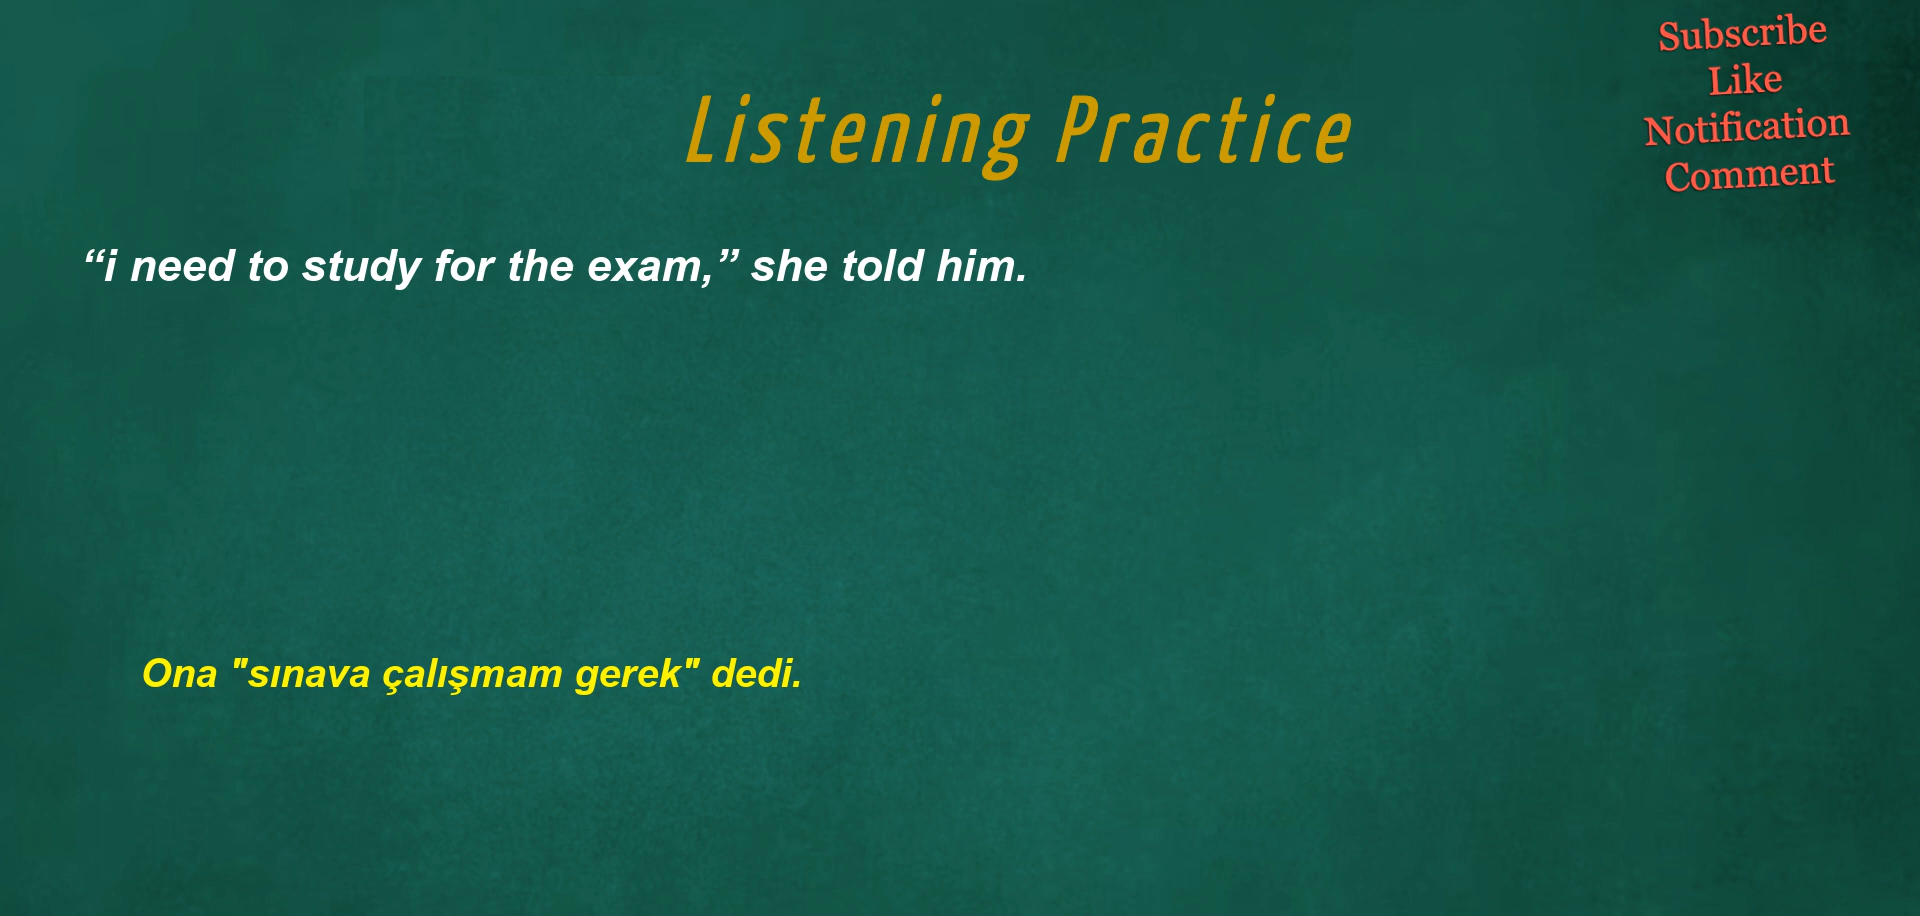 Subscribe
Like
Notification
Comment
Listening Practice
“i need to study for the exam,” she told him.
Ona "sınava çalışmam gerek" dedi.